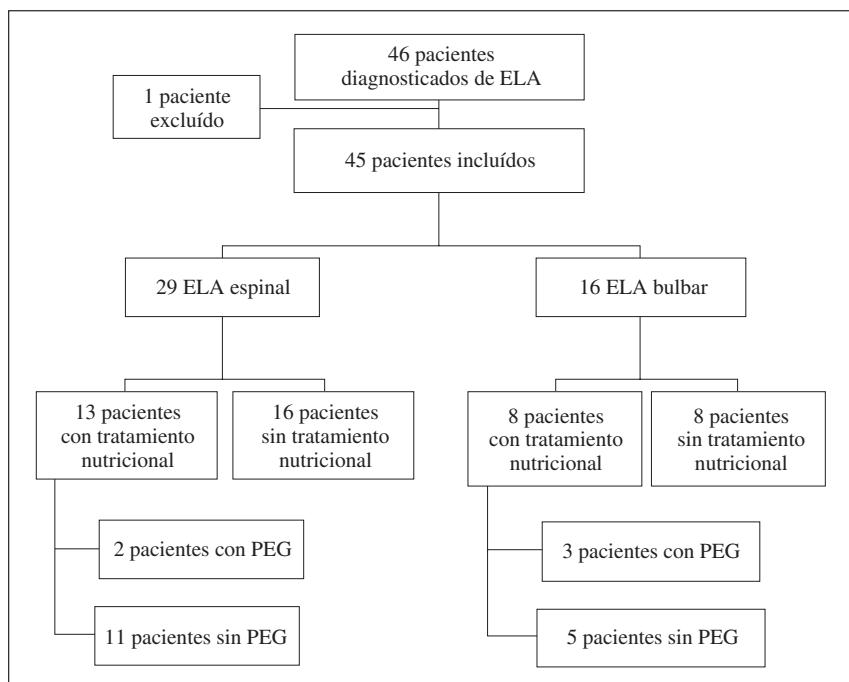 46 pacientes
diagnosticados de ELA
1 paciente
excluído
45 pacientes incluídos
29 ELA espinal
16 ELA bulbar
13 pacientes
con tratamiento
nutricional
16 pacientes
sin tratamiento
nutricional
8 pacientes
con tratamiento
nutricional
8 pacientes
sin tratamiento
nutricional
2 pacientes con PEG
3 pacientes con PEG
11 pacientes sin PEG
5 pacientes sin PEG